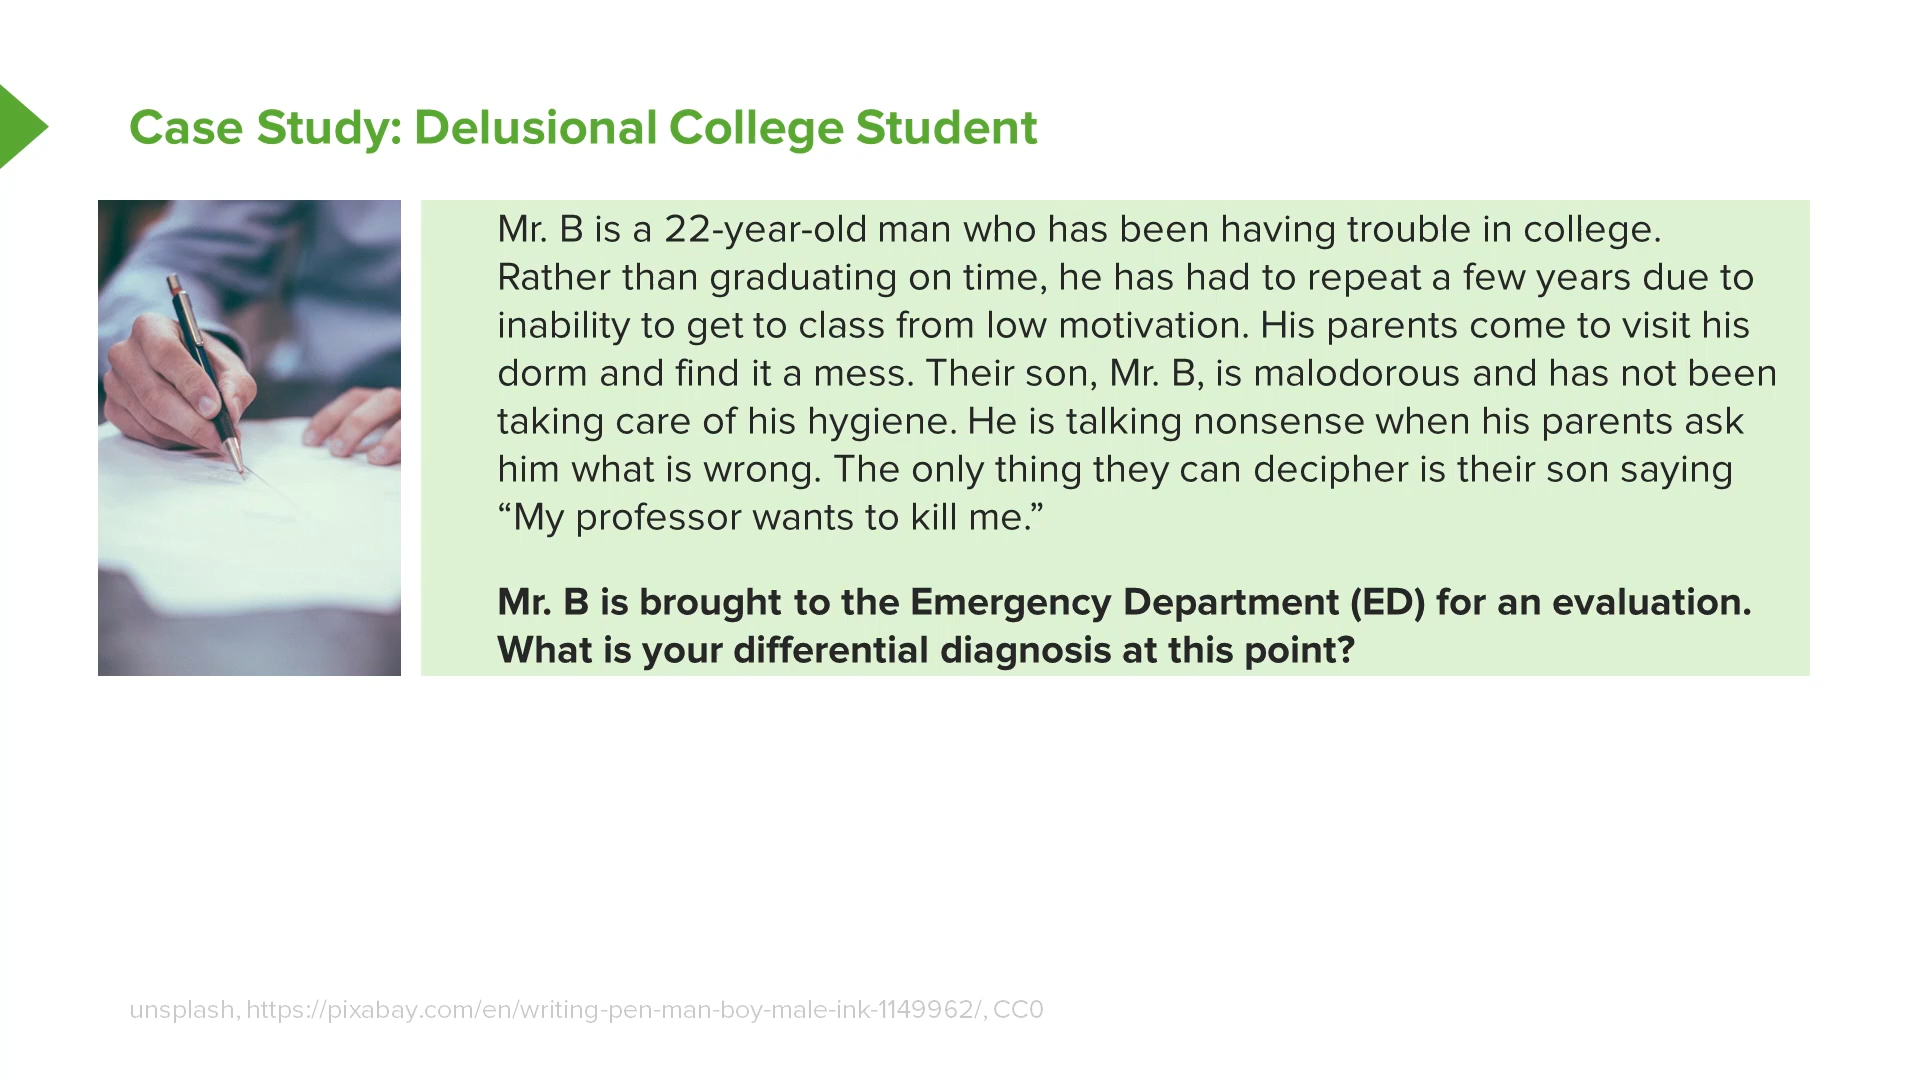 Case Study: Delusional College Student
Mr. B is a 22-year-old man who has been having trouble in college.
Rather than graduating on time, he has had to repeat a few years due to
inability to get to class from low motivation. His parents come to visit his
dorm and find it a mess. Their son, Mr. B, is malodorous and has not been
taking care of his hygiene. He is talking nonsense when his parents ask
him what is wrong. The only thing they can decipher is their son saying
“My professor wants to kill me.”
Mr. B is brought to the Emergency Department (ED) for an evaluation.
What is your differential diagnosis at this point?
unsplash, https://pixabay.com/en/writing-pen-man-boy-male-ink-1149962/, CC0